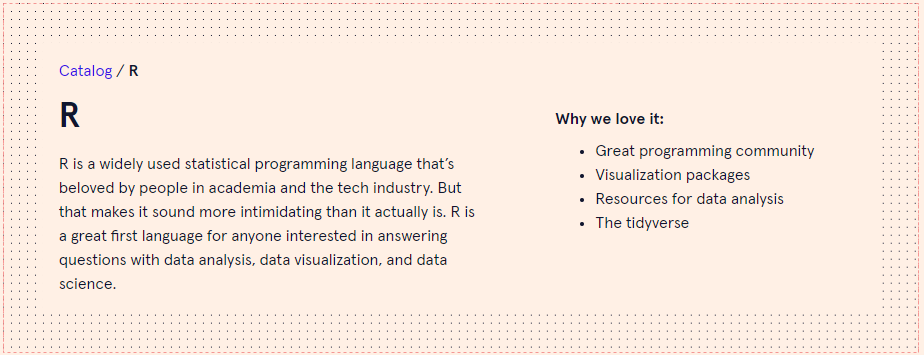 Catalog / R
R
R is a widely used statistical programming language that’s
beloved by people in academia and the tech industry. But
that makes it sound more intimidating than it actually is. R is
a great first language for anyone interested in answering
questions with data analysis, data visualization, and data
science.
Why we love it:
• Great programming community
• Visualization packages
• Resources for data analysis
• The tidyverse